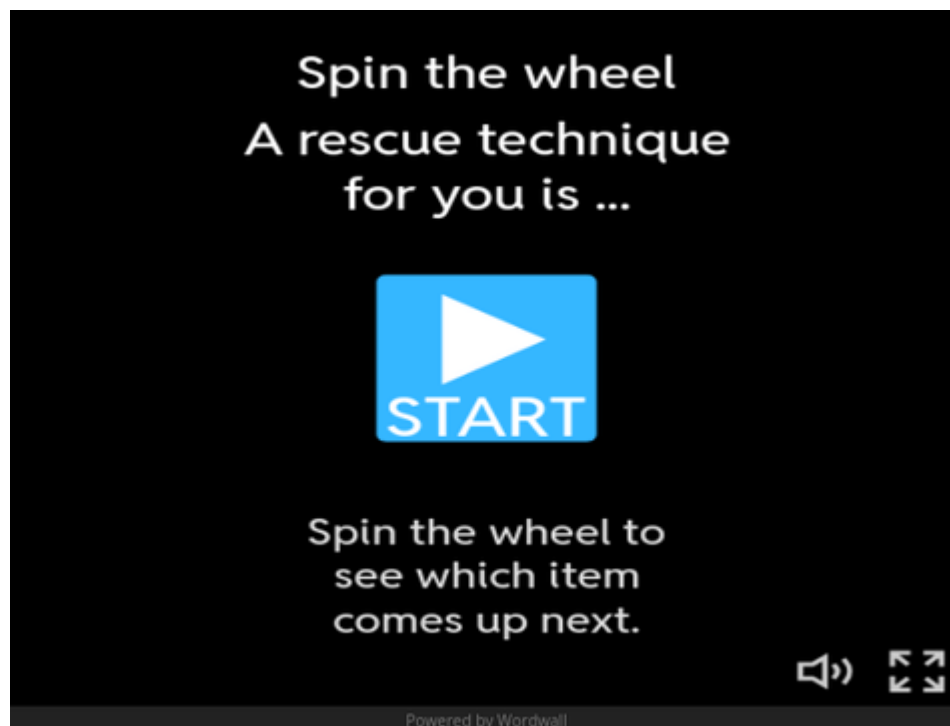 Spin the wheel
A rescue technique
for you is ...
START
Spin the wheel to
see which item
comes up next.
Powered by Wordwall